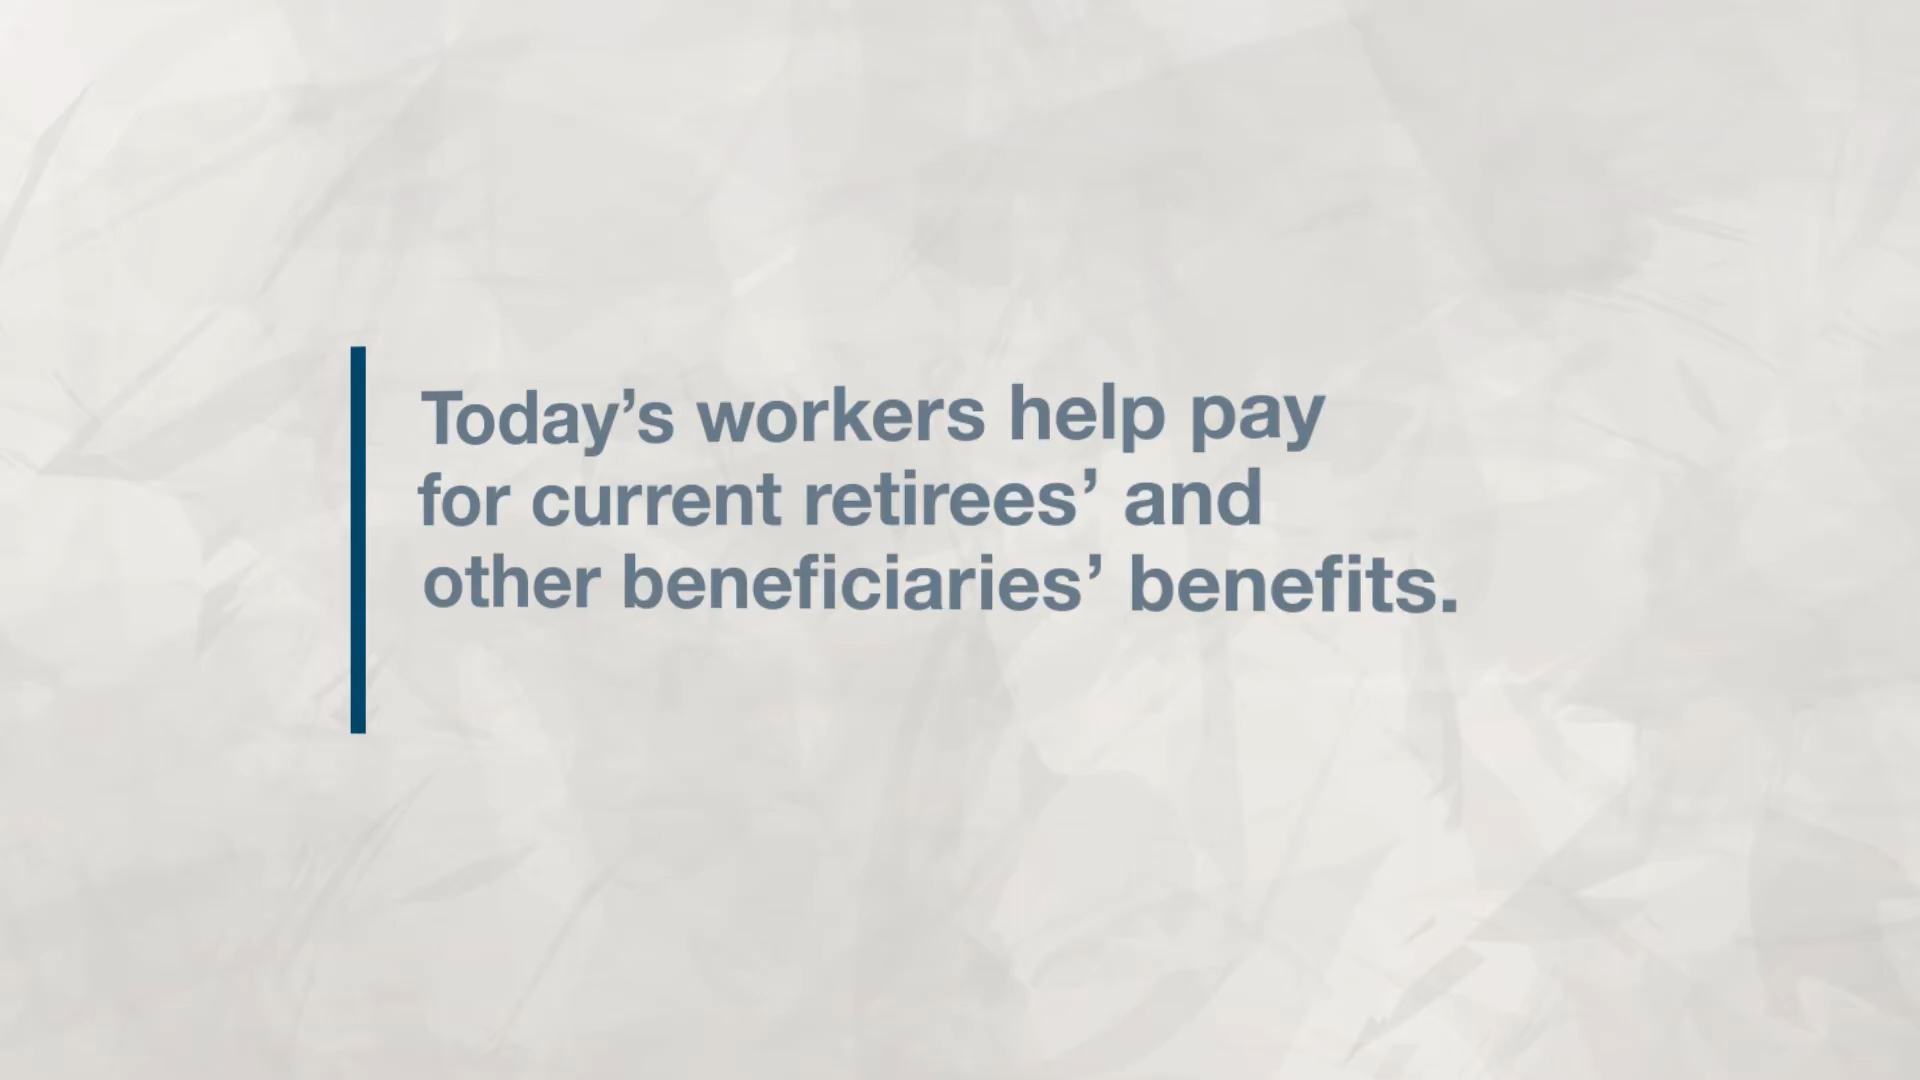 Today’s workers help pay
for current retirees’ and
other beneficiaries’ benefits.